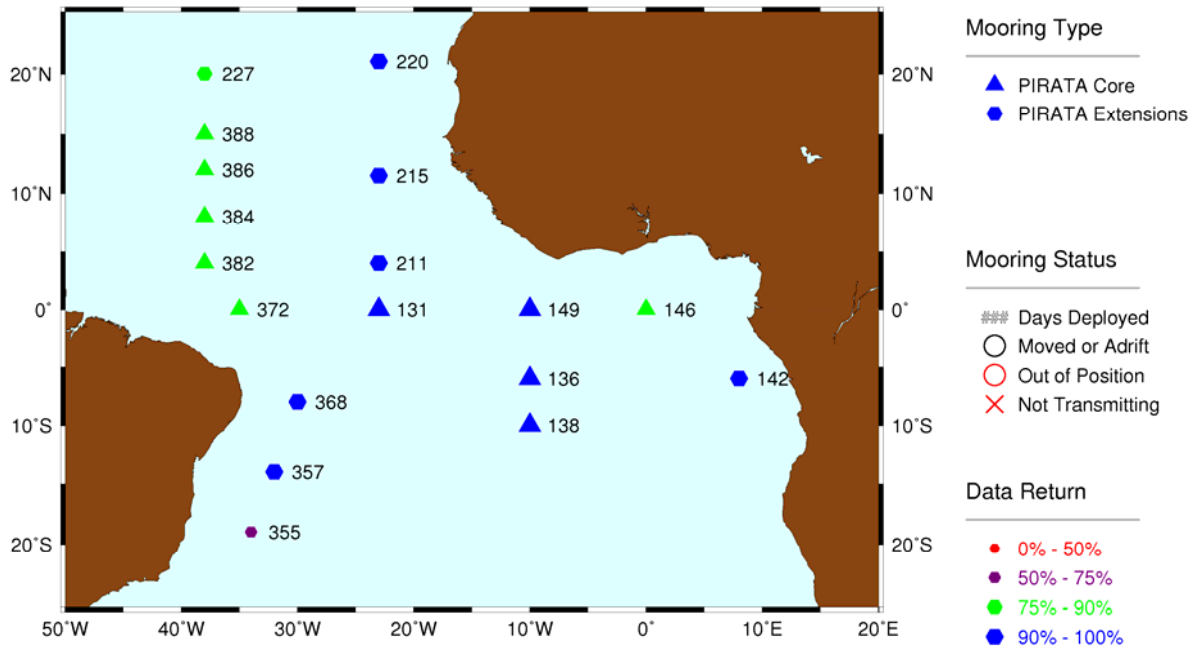 Mooring Type
PIRATA Core
PIRATA Extensions
20°N
227
220
20°N
388
386
215
10°N
10°N
384
382
211
0°
372
131
149
146
0°
136
142
368
138
10°S
10°S
357
355
20°S
20°S
50°W 40°W 30°W 20°W 10°W 0° 10°E 20°E
Mooring Status
### Days Deployed
Moved or Adrift
Out of Position
Not Transmitting
Data Return
0% - 50%
50% - 75%
75% - 90%
90% - 100%